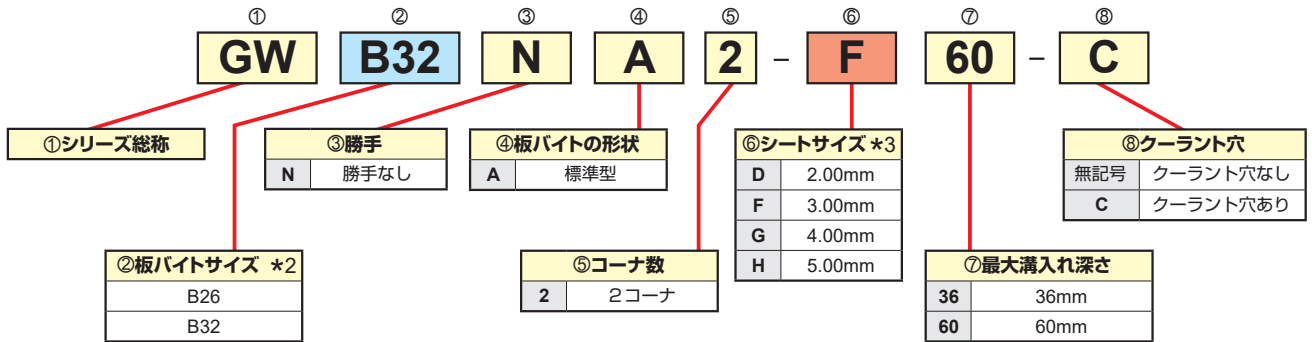 ① ② ③ ④ ⑤ ⑥ ⑦ ⑧
GW B32 N A 2 - F 60 - C
①シリーズ総称
③勝手
N 勝手なし
④板バイトの形状
A 標準型
⑥シートサイズ *3
D 2.00mm
F 3.00mm
G 4.00mm
H 5.00mm
⑧クーラント穴
無記号 クーラント穴なし
C クーラント穴あり
②板バイトサイズ *2
B26
B32
⑤コーナ数
2 2コーナ
⑦最大溝入れ深さ
36 36mm
60 60mm